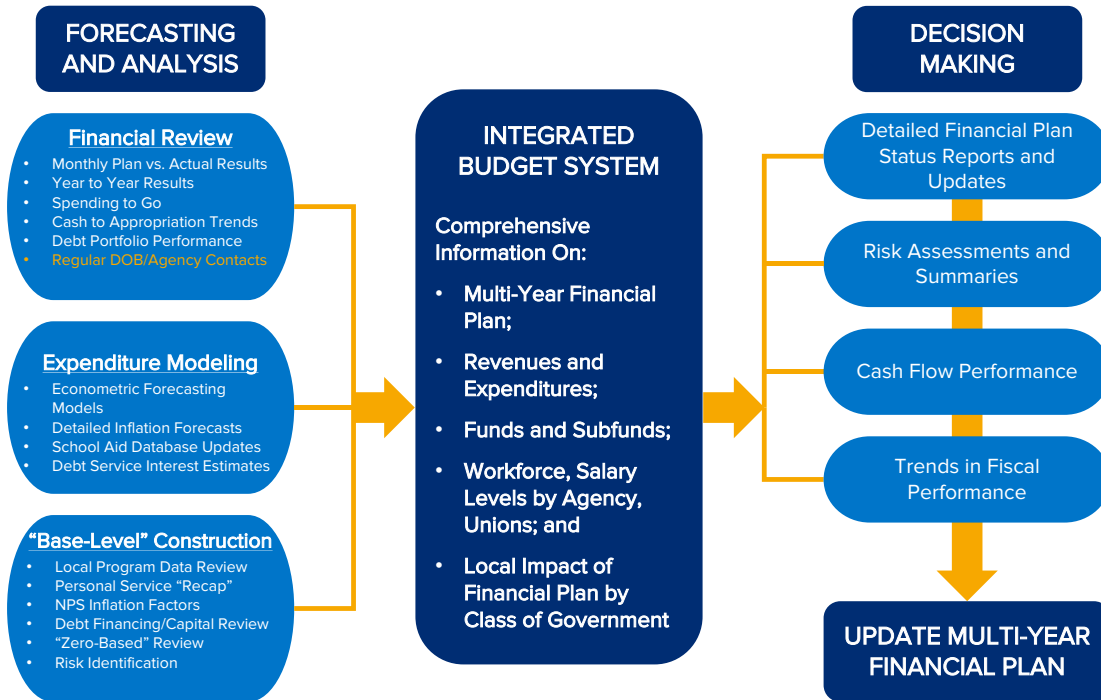 FORECASTING
AND ANALYSIS
Financial Review
• Monthly Plan vs. Actual Results
• Year to Year Results
• Spending to Go
• Cash to Appropriation Trends
• Debt Portfolio Performance
• Regular DOB/Agency Contacts
Expenditure Modeling
• Econometric Forecasting
Models
• Detailed Inflation Forecasts
• School Aid Database Updates
• Debt Service Interest Estimates
“Base-Level” Construction
• Local Program Data Review
• Personal Service “Recap”
• NPS Inflation Factors
• Debt Financing/Capital Review
• “Zero-Based” Review
• Risk Identification
INTEGRATED
BUDGET SYSTEM
Comprehensive
Information On:
• Multi-Year Financial
Plan;
• Revenues and
Expenditures;
• Funds and Subfunds;
• Workforce, Salary
Levels by Agency,
Unions; and
• Local Impact of
Financial Plan by
Class of Government
DECISION
MAKING
Detailed Financial Plan
Status Reports and
Updates
Risk Assessments and
Summaries
Cash Flow Performance
Trends in Fiscal
Performance
UPDATE MULTI-YEAR
FINANCIAL PLAN